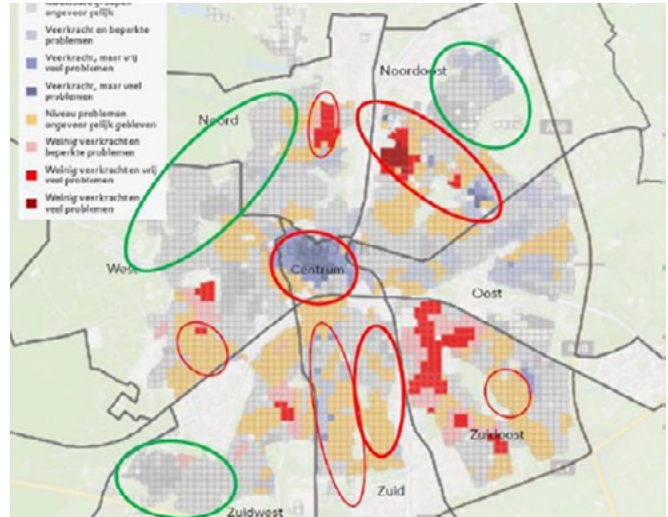 ongeveer gelijk
Veerkracht en beperkte
problemen
Veerkracht, maar vrij
veel problemen
Veerkracht, maar veel
problemen
Niveau problemen
ongeveer gelijk gebleven
Weinig veerkracht en
beperkte problemen
Weinig veerkracht en vrij
veel problemen
Weinig veerkracht en
veel problemen
Noordoost
Noord
West
Centrum
Oost
Zuidoost
Zuid
Zuidwest